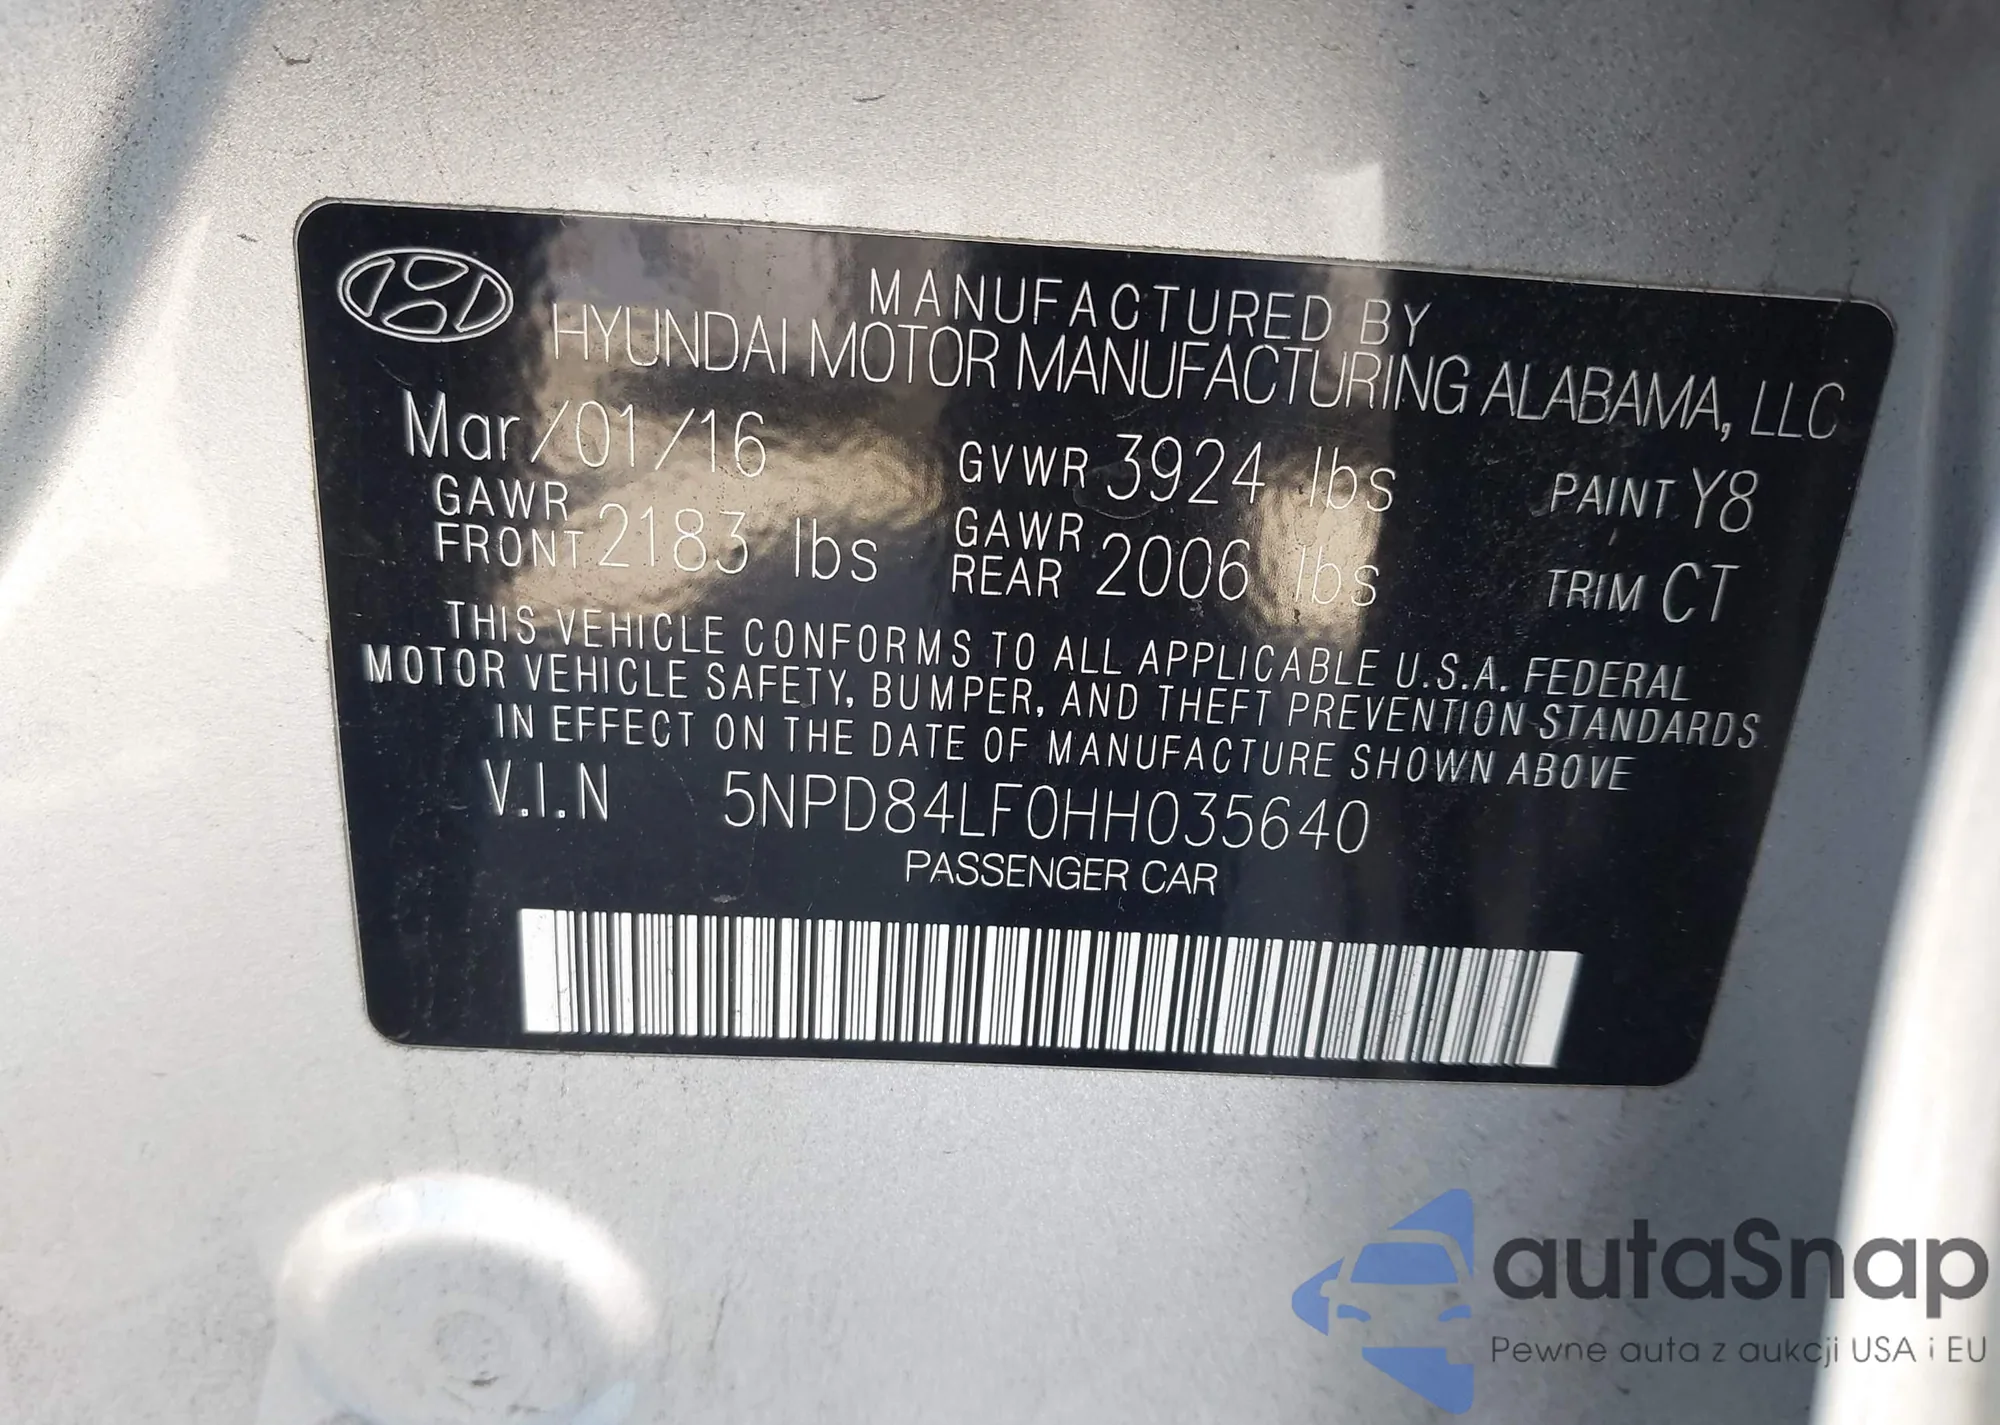 MANUFACTURED BY
HYUNDAI MOTOR MANUFACTURING ALABAMA, LLC
Mar/01/16 GVWR 3924 lbs PAINT Y8
GAWR FRONT 2183 lbs GAWR REAR 2006 lbs TRIM CT
THIS VEHICLE CONFORMS TO ALL APPLICABLE U.S.A. FEDERAL
MOTOR VEHICLE SAFETY, BUMPER, AND THEFT PREVENTION STANDARDS
IN EFFECT ON THE DATE OF MANUFACTURE SHOWN ABOVE
V.I.N 5NPD84LF0HH035640
PASSENGER CAR
autaSnap
Pewne auta z aukcji USA i EU